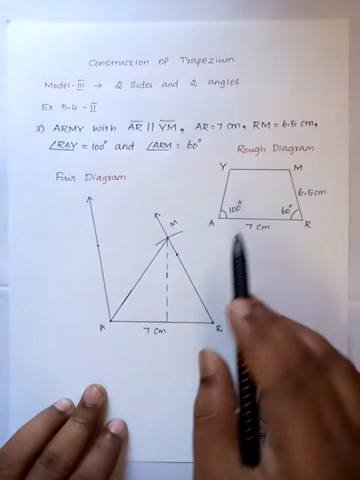 Construction of Trapezium
Model-III → 2 Sides and 2 angles
Ex 5.4 - II
3) ARMY with AR || YM, AR = 7 cm, RM = 6.5 cm,
∠RAY = 100° and ∠ARM = 60°
Rough Diagram
Y M
6.5 cm
100° 60°
A R
7 cm
Fair Diagram
M
A R
7 cm